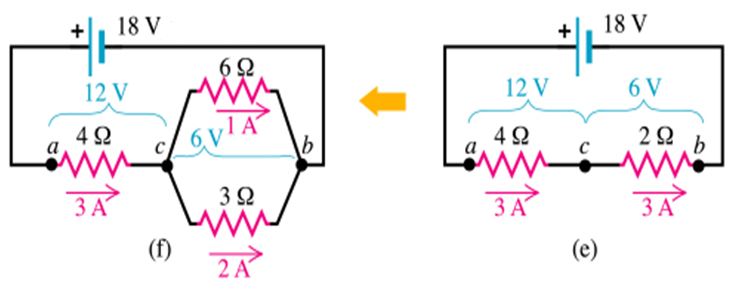 + 18 V
12 V
6 Ω
1 A
a 4 Ω c 6 V b
3 A
3 Ω
2 A
(f)
+ 18 V
12 V 6 V
a 4 Ω c 2 Ω b
3 A 3 A
(e)